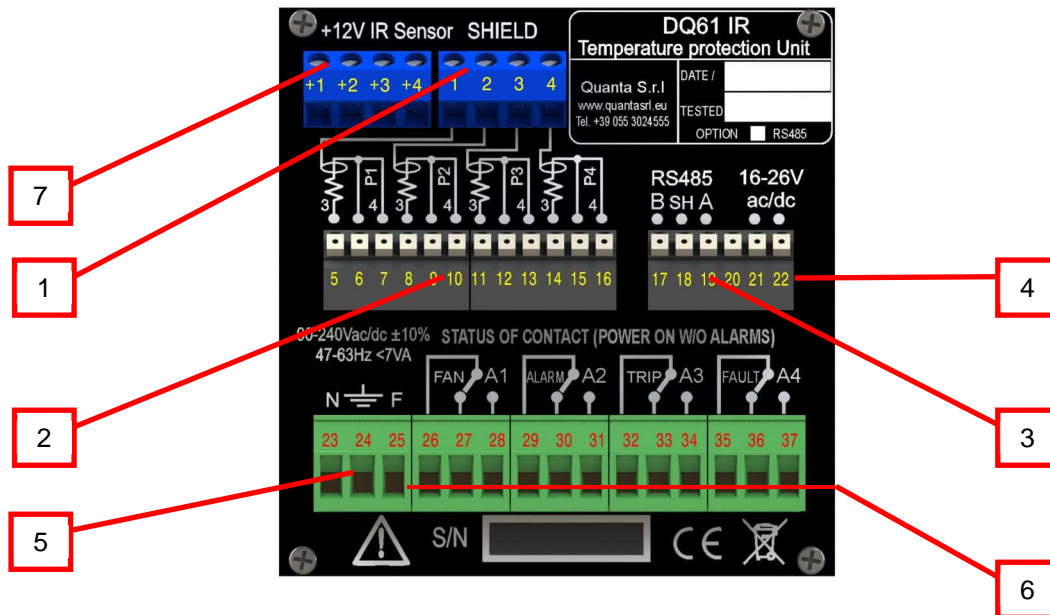 +12V IR Sensor SHIELD
+1 +2 +3 +4 1 2 3 4
DQ61 IR
Temperature protection Unit
Quanta S.r.l
www.quantasrl.eu
Tel. +39 055 3024555
DATE /
TESTED
OPTION RS485
7
P1 P2 P3 P4
3 4 3 4 3 4 3 4
RS485
B SH A
16-26V
ac/dc
1
5 6 7 8 9 10 11 12 13 14 15 16
17 18 19 20 21 22
4
90-240Vac/dc ±10%
47-63Hz <7VA
STATUS OF CONTACT (POWER ON W/O ALARMS)
FAN A1 ALARM A2 TRIP A3 FAULT A4
N F
2
3
23 24 25 26 27 28 29 30 31 32 33 34 35 36 37
5
S/N
CE
6